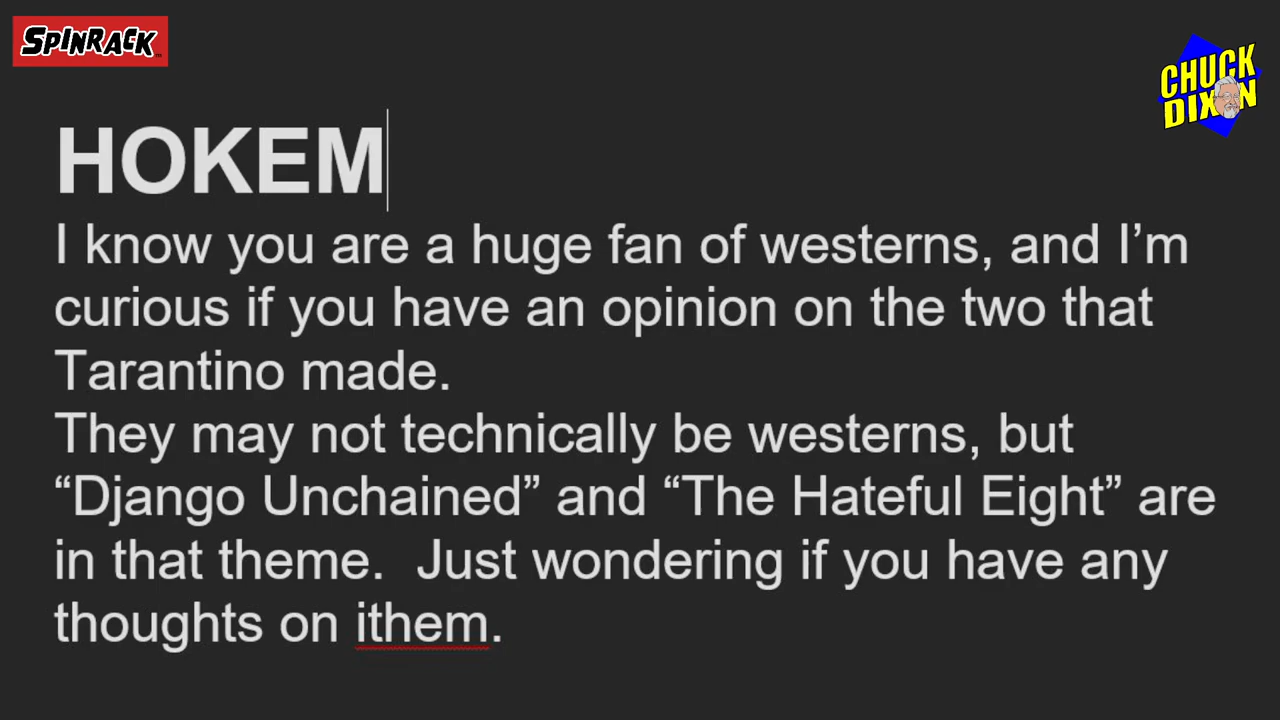 SPINRACK
CHUCK
DIXON
HOKEM
I know you are a huge fan of westerns, and I’m
curious if you have an opinion on the two that
Tarantino made.
They may not technically be westerns, but
“Django Unchained” and “The Hateful Eight” are
in that theme.  Just wondering if you have any
thoughts on ithem.